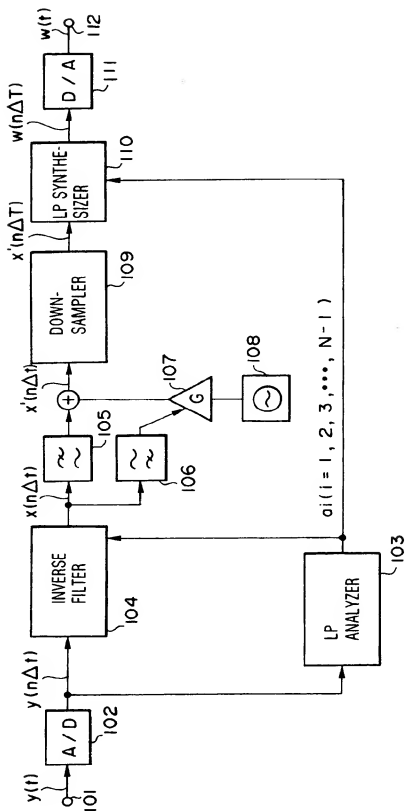 y(t)
101
A / D
102
y(nΔt)
INVERSE
FILTER
104
x(nΔt)
105
106
x'(nΔt)
107
G
108
DOWN-
SAMPLER
109
x'(nΔT)
LP SYNTHE-
SIZER
110
w(nΔT)
D / A
111
w(t)
112
LP
ANALYZER
103
ai ( i = 1, 2, 3, ···, N-1 )